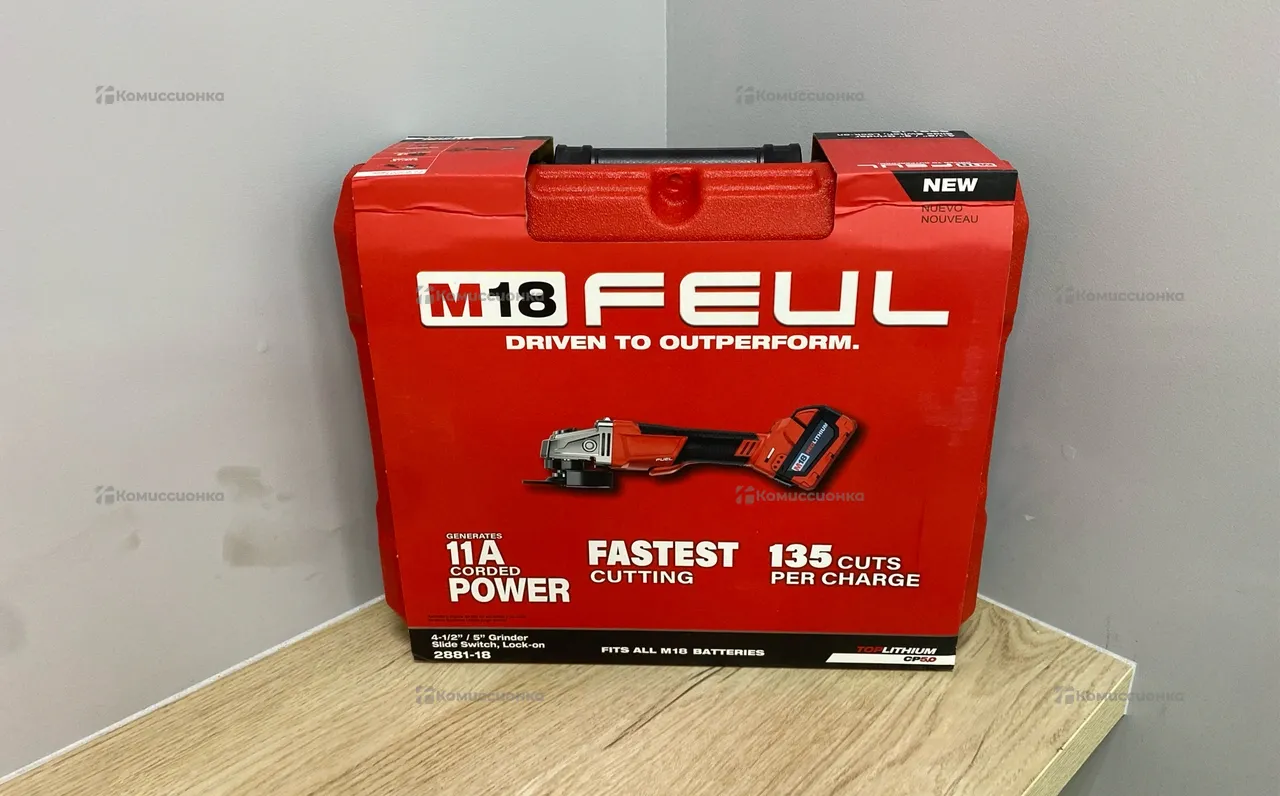 Комиссионка
Комиссионка
NEW
NUEVO
NOUVEAU
M18 FEUL
Комиссионка
Комиссионка
DRIVEN TO OUTPERFORM.
M18
LITHIUM
FUEL
Комиссионка
Комиссионка
GENERATES
11A
CORDED
POWER
FASTEST
CUTTING
135 CUTS
PER CHARGE
4-1/2" / 5" Grinder
Slide Switch, Lock-on
2881-18
FITS ALL M18 BATTERIES
TOPLITHIUM
CP5.0
Комиссионка
Комиссионка